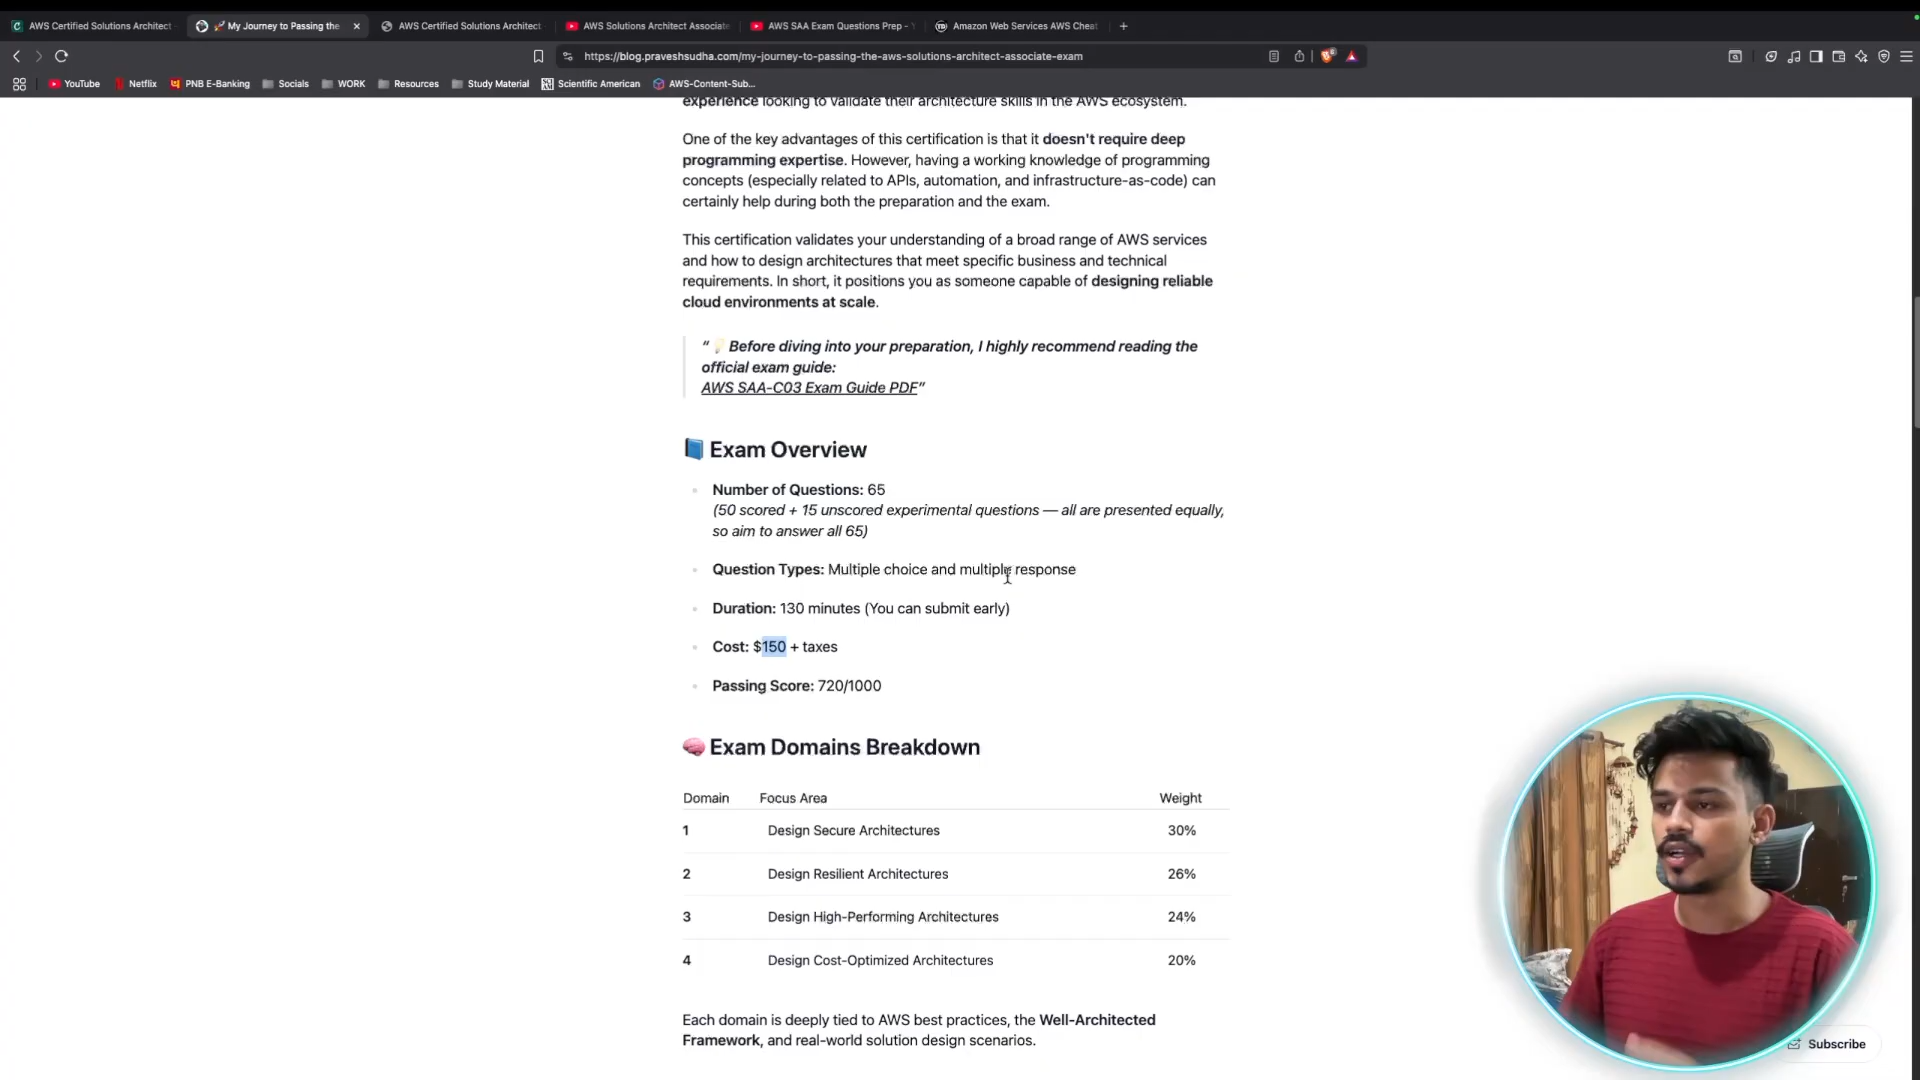 AWS Certified Solutions Architect
🚀 My Journey to Passing the
AWS Certified Solutions Architect
AWS Solutions Architect Associate
AWS SAA Exam Questions Prep -
Amazon Web Services AWS Cheat
https://blog.praveshsudha.com/my-journey-to-passing-the-aws-solutions-architect-associate-exam
YouTube
Netflix
PNB E-Banking
Socials
WORK
Resources
Study Material
Scientific American
AWS-Content-Sub...
experience looking to validate their architecture skills in the AWS ecosystem.
One of the key advantages of this certification is that it doesn't require deep
programming expertise. However, having a working knowledge of programming
concepts (especially related to APIs, automation, and infrastructure-as-code) can
certainly help during both the preparation and the exam.
This certification validates your understanding of a broad range of AWS services
and how to design architectures that meet specific business and technical
requirements. In short, it positions you as someone capable of designing reliable
cloud environments at scale.
“ 💡 Before diving into your preparation, I highly recommend reading the
official exam guide:
AWS SAA-C03 Exam Guide PDF”
📘 Exam Overview
Number of Questions: 65
(50 scored + 15 unscored experimental questions — all are presented equally,
so aim to answer all 65)
Question Types: Multiple choice and multiple response
Duration: 130 minutes (You can submit early)
Cost: $150 + taxes
Passing Score: 720/1000
🧠 Exam Domains Breakdown
Domain Focus Area Weight
1 Design Secure Architectures 30%
2 Design Resilient Architectures 26%
3 Design High-Performing Architectures 24%
4 Design Cost-Optimized Architectures 20%
Each domain is deeply tied to AWS best practices, the Well-Architected
Framework, and real-world solution design scenarios.
Subscribe